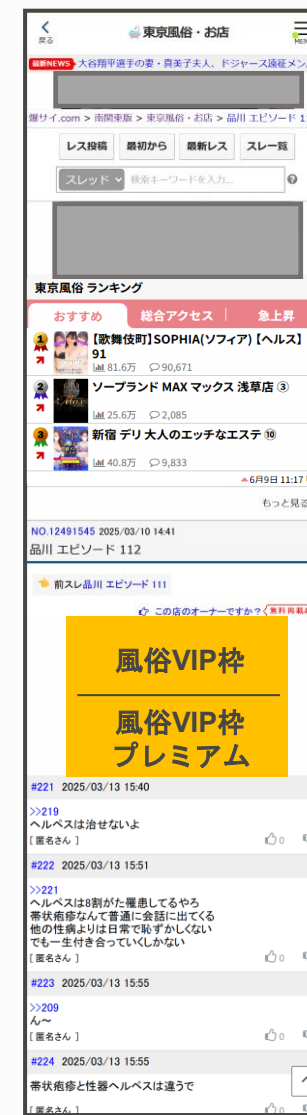 戻る
東京風俗・お店
最新NEWS
大谷翔平選手の妻・真美子夫人、ドジャース遠征メン
爆サイ.com > 南関東版 > 東京風俗・お店 > 品川 エピソード 1
レス投稿
最初から
最新レス
スレ一覧
スレッド
検索キーワードを入力...
東京風俗 ランキング
おすすめ
総合アクセス
急上昇
1
【歌舞伎町】SOPHIA(ソフィア) 【ヘルス】
91
81.6万 90,671
2
ソープランド MAX マックス 浅草店 ③
25.6万 2,085
3
新宿 デリ 大人のエッチなエステ ⑩
40.8万 9,833
6月9日 11:17
もっと見る
NO.12491545 2025/03/10 14:41
品川 エピソード 112
前スレ品川 エピソード 111
この店のオーナーですか?
風俗VIP枠
風俗VIP枠
プレミアム
#221 2025/03/13 15:40
>>219
ヘルペスは治せないよ
[ 匿名さん ]
0
#222 2025/03/13 15:51
>>221
ヘルペスは8割がた罹患してるやろ
帯状疱疹なんて普通に会話に出てくる
他の性病よりは日常で恥ずかしくない
でも一生付き合っていくしかない
[ 匿名さん ]
0
#223 2025/03/13 15:55
>>209
ん〜
[ 匿名さん ]
0
#224 2025/03/13 15:55
帯状疱疹と性器ヘルペスは違うで
[ 匿名さん ]
0